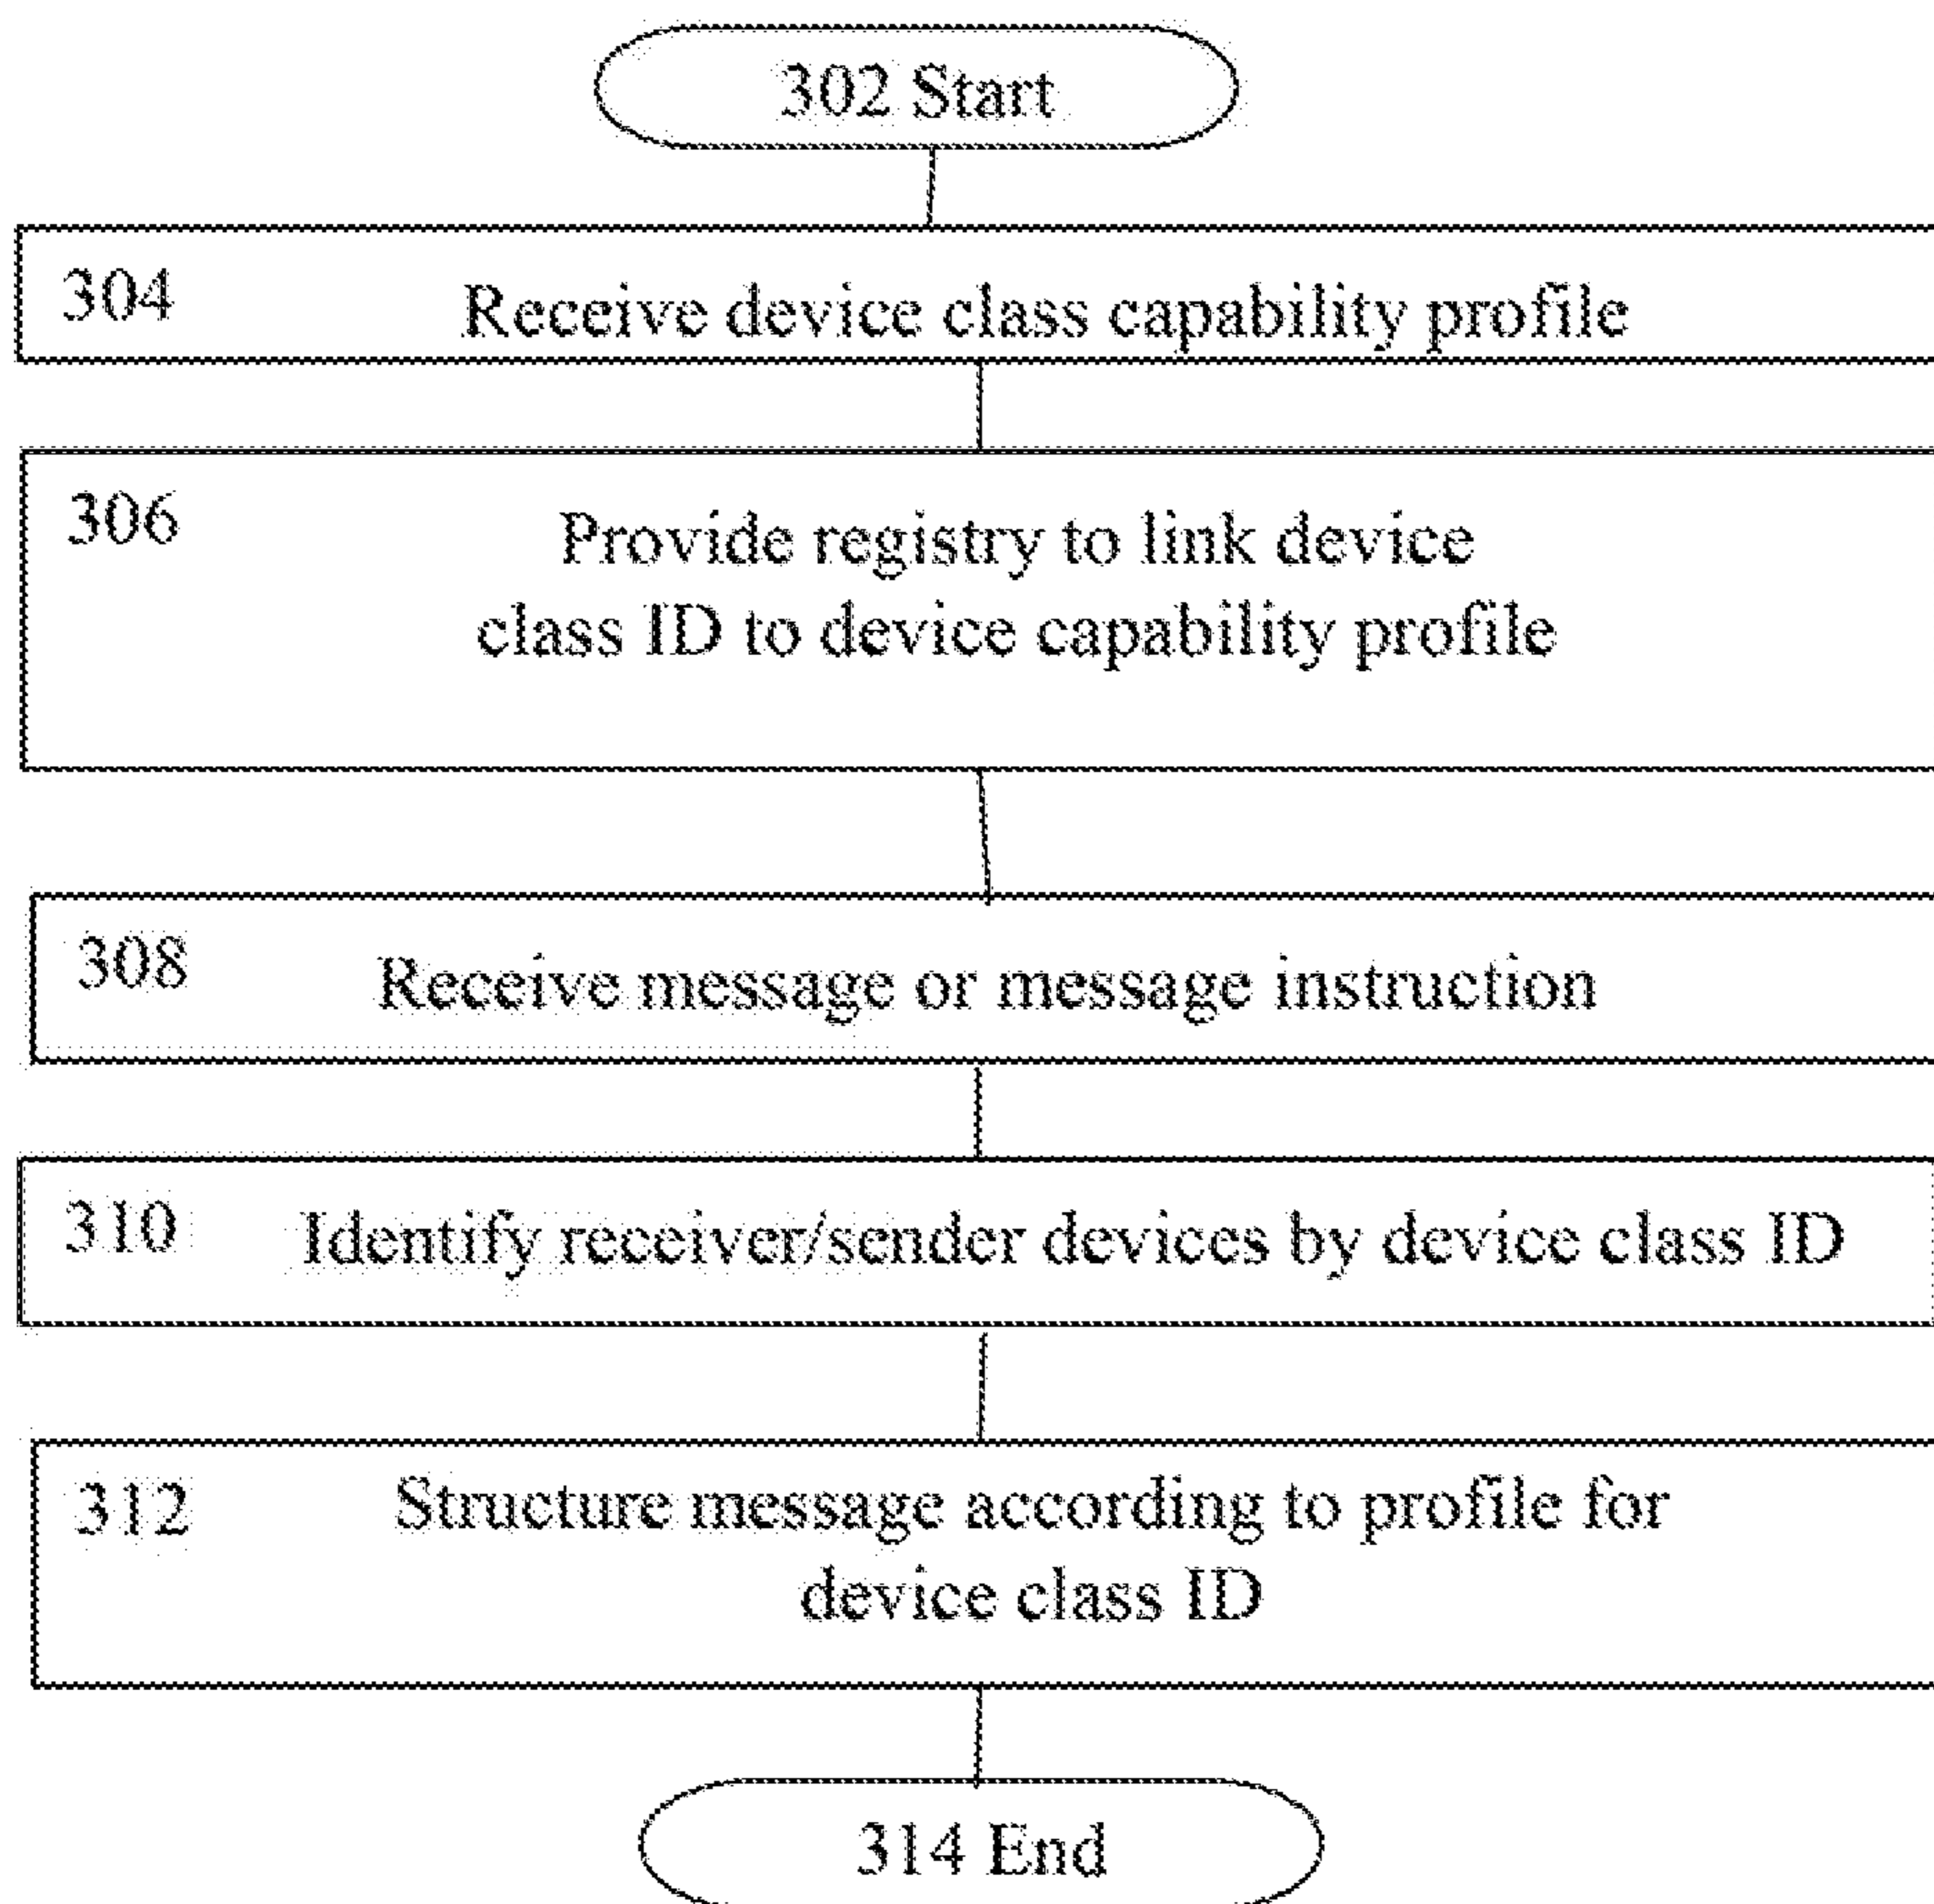 302 Start
304 Receive device class capability profile
306 Provide registry to link device
class ID to device capability profile
308 Receive message or message instruction
310 Identify receiver/sender devices by device class ID
312 Structure message according to profile for
device class ID
314 End